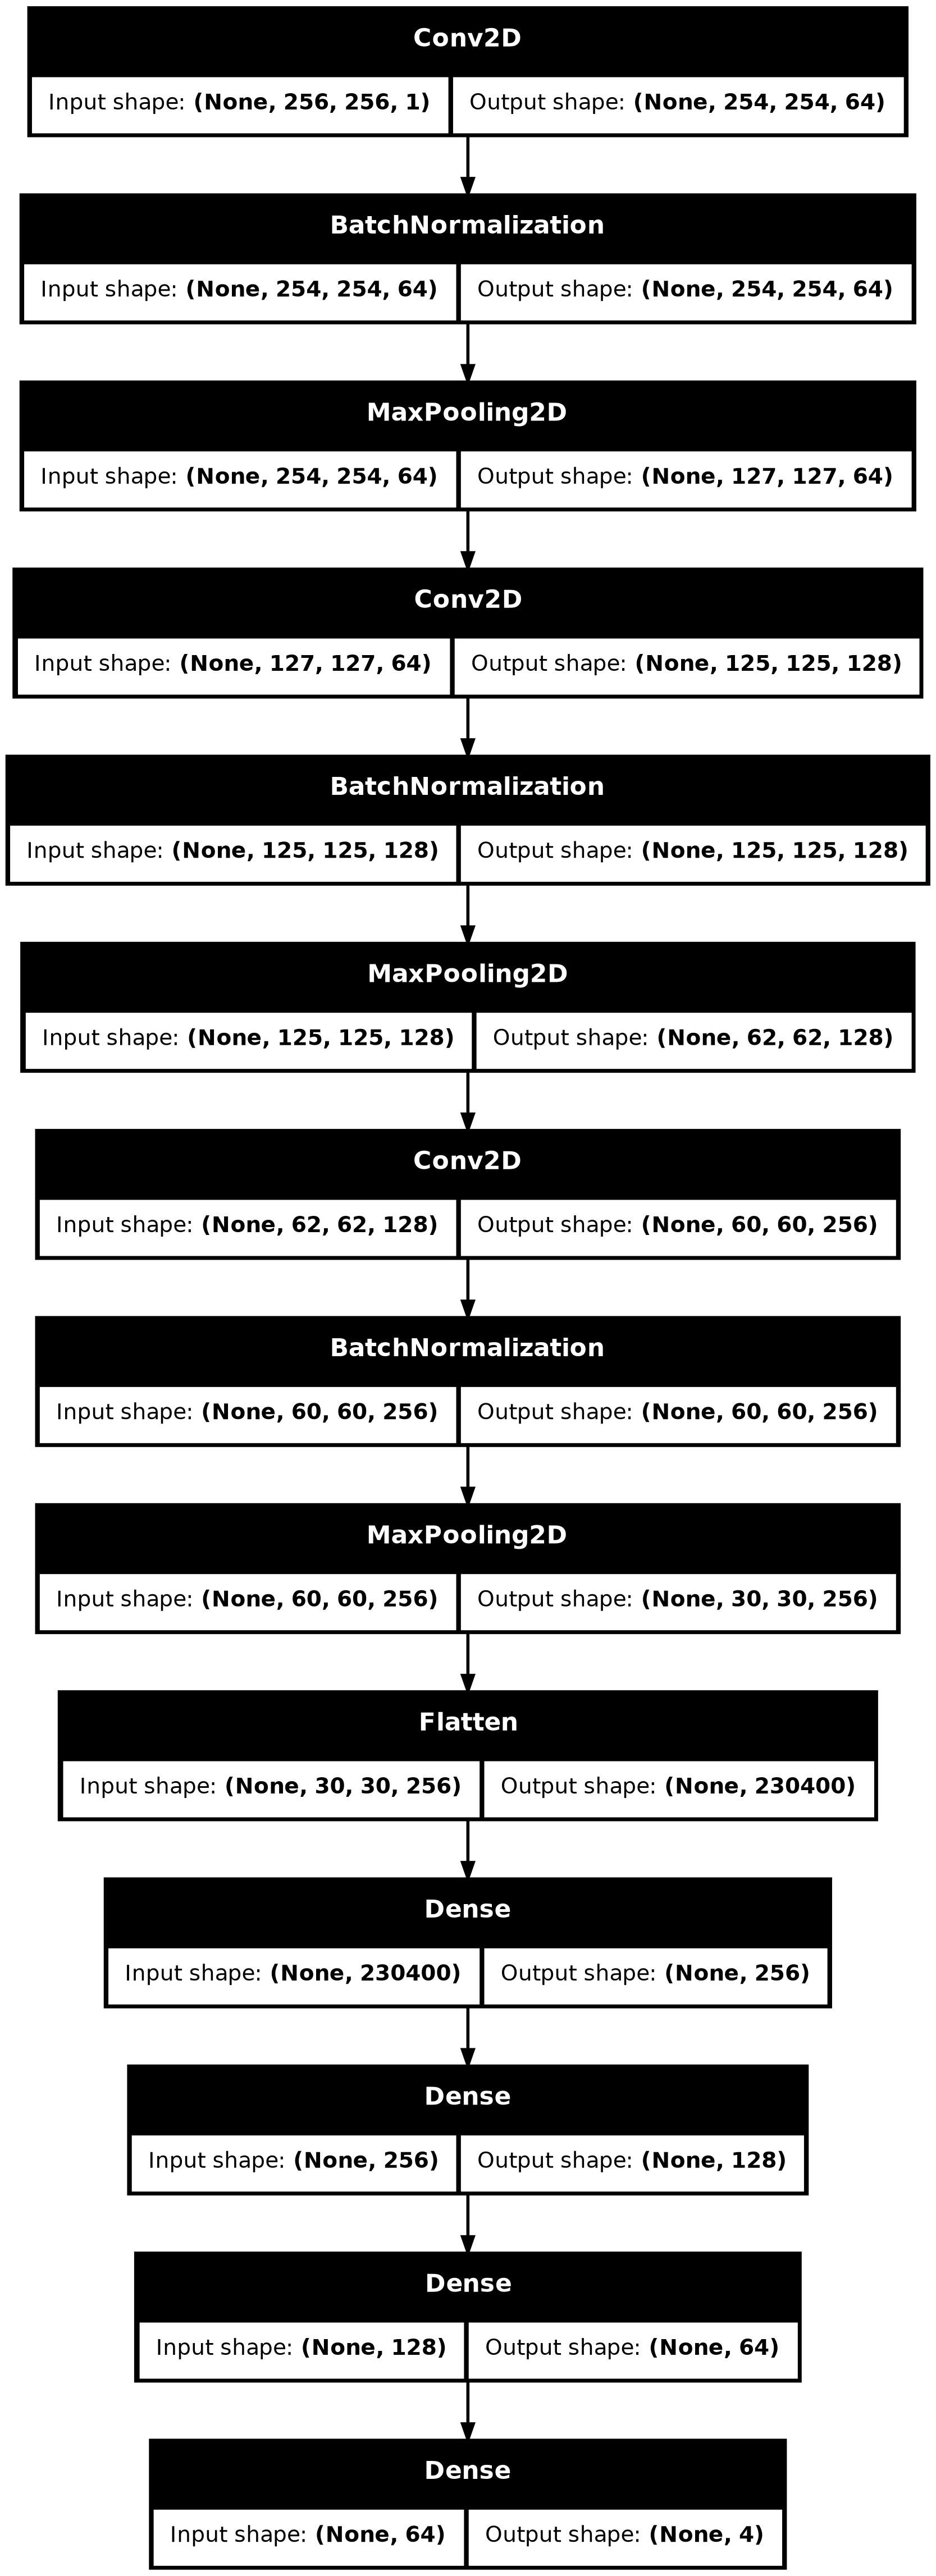 Conv2D
Input shape: (None, 256, 256, 1) Output shape: (None, 254, 254, 64)
BatchNormalization
Input shape: (None, 254, 254, 64) Output shape: (None, 254, 254, 64)
MaxPooling2D
Input shape: (None, 254, 254, 64) Output shape: (None, 127, 127, 64)
Conv2D
Input shape: (None, 127, 127, 64) Output shape: (None, 125, 125, 128)
BatchNormalization
Input shape: (None, 125, 125, 128) Output shape: (None, 125, 125, 128)
MaxPooling2D
Input shape: (None, 125, 125, 128) Output shape: (None, 62, 62, 128)
Conv2D
Input shape: (None, 62, 62, 128) Output shape: (None, 60, 60, 256)
BatchNormalization
Input shape: (None, 60, 60, 256) Output shape: (None, 60, 60, 256)
MaxPooling2D
Input shape: (None, 60, 60, 256) Output shape: (None, 30, 30, 256)
Flatten
Input shape: (None, 30, 30, 256) Output shape: (None, 230400)
Dense
Input shape: (None, 230400) Output shape: (None, 256)
Dense
Input shape: (None, 256) Output shape: (None, 128)
Dense
Input shape: (None, 128) Output shape: (None, 64)
Dense
Input shape: (None, 64) Output shape: (None, 4)